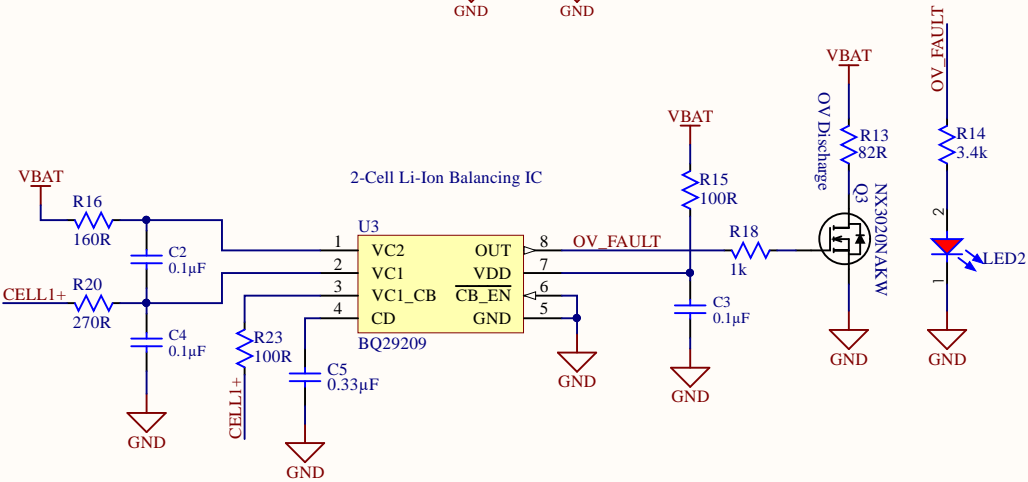 GND
GND
OV_FAULT
VBAT
OV Discharge
R13
82R
R14
3.4k
VBAT
2-Cell Li-Ion Balancing IC
R15
100R
VBAT
R16
160R
Q3
NX3020NAKW
U3
1
VC2
OUT
8
OV_FAULT
R18
1k
2
C2
0.1µF
2
VC1
VDD
7
LED2
CELL1+
R20
270R
3
VC1_CB
CB_EN
6
1
4
CD
GND
5
C3
0.1µF
C4
0.1µF
R23
100R
BQ29209
GND
GND
C5
0.33µF
GND
GND
CELL1+
GND
GND